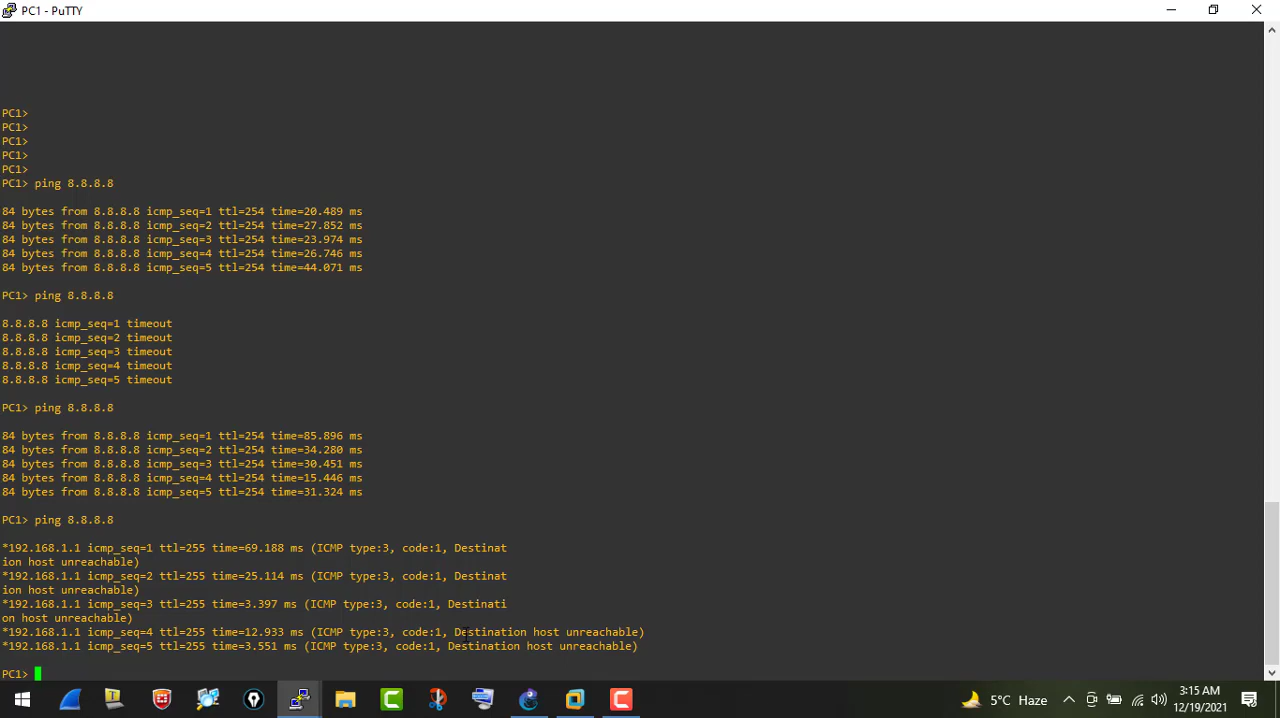 PC1 - PuTTY
PC1>
PC1>
PC1>
PC1>
PC1>
PC1> ping 8.8.8.8
84 bytes from 8.8.8.8 icmp_seq=1 ttl=254 time=20.489 ms
84 bytes from 8.8.8.8 icmp_seq=2 ttl=254 time=27.852 ms
84 bytes from 8.8.8.8 icmp_seq=3 ttl=254 time=23.974 ms
84 bytes from 8.8.8.8 icmp_seq=4 ttl=254 time=26.746 ms
84 bytes from 8.8.8.8 icmp_seq=5 ttl=254 time=44.071 ms
PC1> ping 8.8.8.8
8.8.8.8 icmp_seq=1 timeout
8.8.8.8 icmp_seq=2 timeout
8.8.8.8 icmp_seq=3 timeout
8.8.8.8 icmp_seq=4 timeout
8.8.8.8 icmp_seq=5 timeout
PC1> ping 8.8.8.8
84 bytes from 8.8.8.8 icmp_seq=1 ttl=254 time=85.896 ms
84 bytes from 8.8.8.8 icmp_seq=2 ttl=254 time=34.280 ms
84 bytes from 8.8.8.8 icmp_seq=3 ttl=254 time=30.451 ms
84 bytes from 8.8.8.8 icmp_seq=4 ttl=254 time=15.446 ms
84 bytes from 8.8.8.8 icmp_seq=5 ttl=254 time=31.324 ms
PC1> ping 8.8.8.8
*192.168.1.1 icmp_seq=1 ttl=255 time=69.188 ms (ICMP type:3, code:1, Destinat
ion host unreachable)
*192.168.1.1 icmp_seq=2 ttl=255 time=25.114 ms (ICMP type:3, code:1, Destinat
ion host unreachable)
*192.168.1.1 icmp_seq=3 ttl=255 time=3.397 ms (ICMP type:3, code:1, Destinati
on host unreachable)
*192.168.1.1 icmp_seq=4 ttl=255 time=12.933 ms (ICMP type:3, code:1, Destination host unreachable)
*192.168.1.1 icmp_seq=5 ttl=255 time=3.551 ms (ICMP type:3, code:1, Destination host unreachable)
PC1>
5°C Haze
3:15 AM
12/19/2021